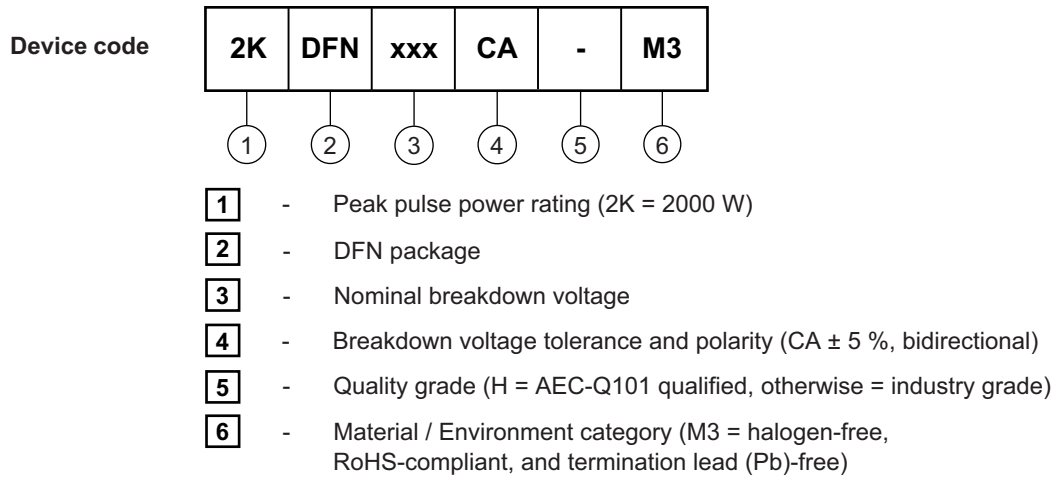 Device code
2K DFN xxx CA - M3
1 2 3 4 5 6
1 - Peak pulse power rating (2K = 2000 W)
2 - DFN package
3 - Nominal breakdown voltage
4 - Breakdown voltage tolerance and polarity (CA ± 5 %, bidirectional)
5 - Quality grade (H = AEC-Q101 qualified, otherwise = industry grade)
6 - Material / Environment category (M3 = halogen-free,
RoHS-compliant, and termination lead (Pb)-free)